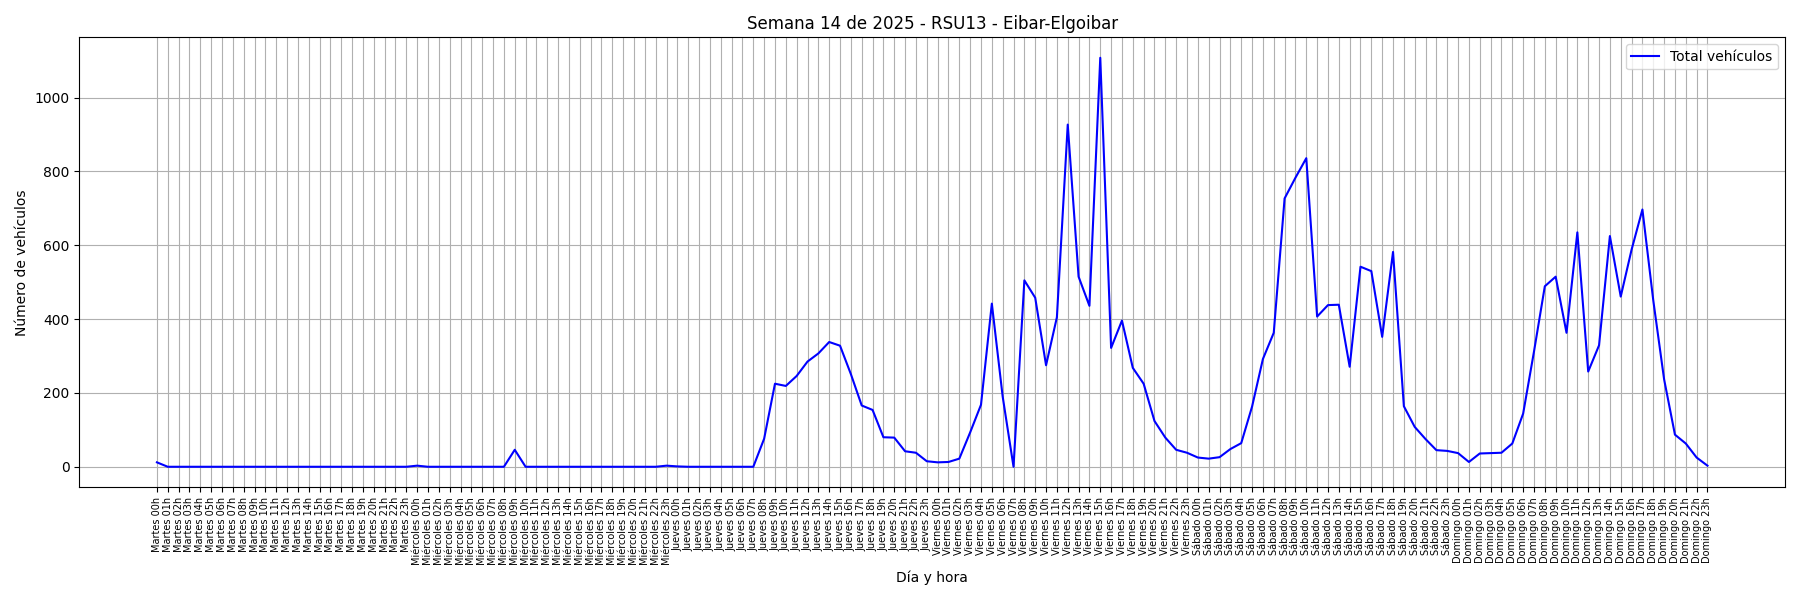 Semana 14 de 2025 - RSU13 - Eibar-Elgoibar
Total vehículos
Número de vehículos
1000
800
600
400
200
0
Martes 00h
Martes 01h
Martes 02h
Martes 03h
Martes 04h
Martes 05h
Martes 06h
Martes 07h
Martes 08h
Martes 09h
Martes 10h
Martes 11h
Martes 12h
Martes 13h
Martes 14h
Martes 15h
Martes 16h
Martes 17h
Martes 18h
Martes 19h
Martes 20h
Martes 21h
Martes 22h
Martes 23h
Miércoles 00h
Miércoles 01h
Miércoles 02h
Miércoles 03h
Miércoles 04h
Miércoles 05h
Miércoles 06h
Miércoles 07h
Miércoles 08h
Miércoles 09h
Miércoles 10h
Miércoles 11h
Miércoles 12h
Miércoles 13h
Miércoles 14h
Miércoles 15h
Miércoles 16h
Miércoles 17h
Miércoles 18h
Miércoles 19h
Miércoles 20h
Miércoles 21h
Miércoles 22h
Miércoles 23h
Jueves 00h
Jueves 01h
Jueves 02h
Jueves 03h
Jueves 04h
Jueves 05h
Jueves 06h
Jueves 07h
Jueves 08h
Jueves 09h
Jueves 10h
Jueves 11h
Jueves 12h
Jueves 13h
Jueves 14h
Jueves 15h
Jueves 16h
Jueves 17h
Jueves 18h
Jueves 19h
Jueves 20h
Jueves 21h
Jueves 22h
Jueves 23h
Viernes 00h
Viernes 01h
Viernes 02h
Viernes 03h
Viernes 04h
Viernes 05h
Viernes 06h
Viernes 07h
Viernes 08h
Viernes 09h
Viernes 10h
Viernes 11h
Viernes 12h
Viernes 13h
Viernes 14h
Viernes 15h
Viernes 16h
Viernes 17h
Viernes 18h
Viernes 19h
Viernes 20h
Viernes 21h
Viernes 22h
Viernes 23h
Sábado 00h
Sábado 01h
Sábado 02h
Sábado 03h
Sábado 04h
Sábado 05h
Sábado 06h
Sábado 07h
Sábado 08h
Sábado 09h
Sábado 10h
Sábado 11h
Sábado 12h
Sábado 13h
Sábado 14h
Sábado 15h
Sábado 16h
Sábado 17h
Sábado 18h
Sábado 19h
Sábado 20h
Sábado 21h
Sábado 22h
Sábado 23h
Domingo 00h
Domingo 01h
Domingo 02h
Domingo 03h
Domingo 04h
Domingo 05h
Domingo 06h
Domingo 07h
Domingo 08h
Domingo 09h
Domingo 10h
Domingo 11h
Domingo 12h
Domingo 13h
Domingo 14h
Domingo 15h
Domingo 16h
Domingo 17h
Domingo 18h
Domingo 19h
Domingo 20h
Domingo 21h
Domingo 22h
Domingo 23h
Día y hora